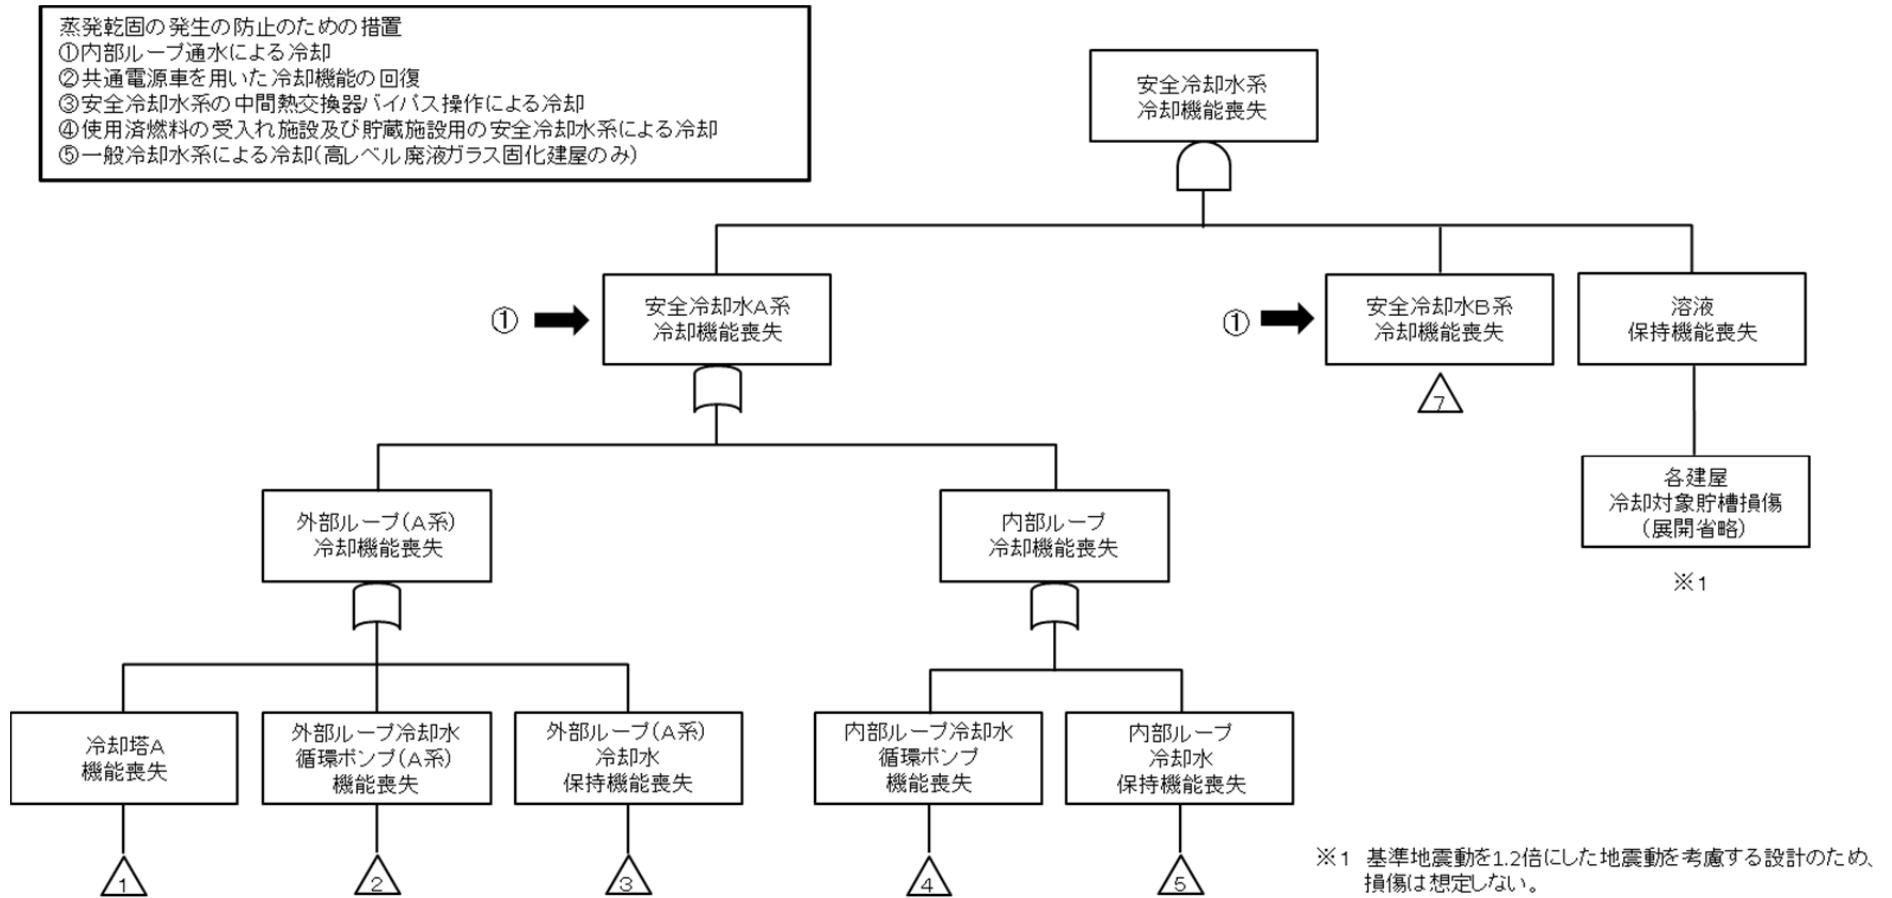 蒸発乾固の発生の防止のための措置
①内部ループ通水による冷却
②共通電源車を用いた冷却機能の回復
③安全冷却水系の中間熱交換器バイパス操作による冷却
④使用済燃料の受入れ施設及び貯蔵施設用の安全冷却水系による冷却
⑤一般冷却水系による冷却(高レベル廃液ガラス固化建屋のみ)
安全冷却水系
冷却機能喪失
①
安全冷却水A系
冷却機能喪失
①
安全冷却水B系
冷却機能喪失
7
溶液
保持機能喪失
各建屋
冷却対象貯槽損傷
(展開省略)
※1
外部ループ(A系)
冷却機能喪失
内部ループ
冷却機能喪失
冷却塔A
機能喪失
外部ループ冷却水
循環ポンプ(A系)
機能喪失
外部ループ(A系)
冷却水
保持機能喪失
内部ループ冷却水
循環ポンプ
機能喪失
内部ループ
冷却水
保持機能喪失
1
2
3
4
5
※1 基準地震動を1.2倍にした地震動を考慮する設計のため、
損傷は想定しない。